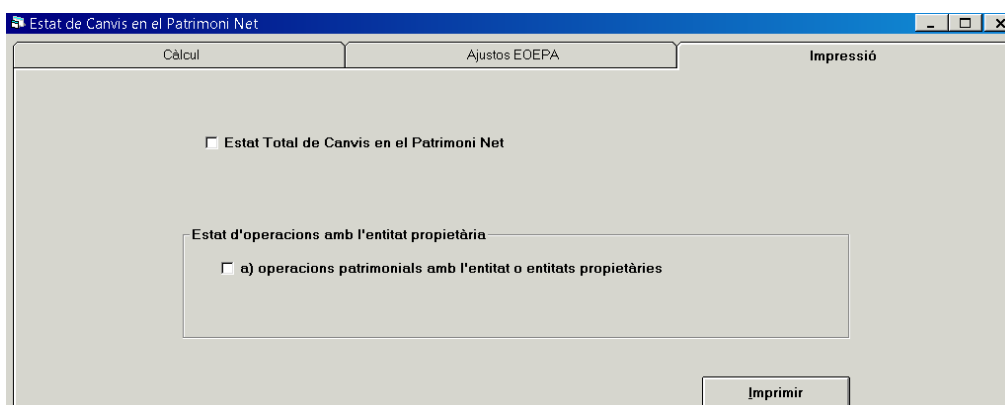 Estat de Canvis en el Patrimoni Net
Càlcul
Ajustos EOEPA
Impressió
Estat Total de Canvis en el Patrimoni Net
Estat d'operacions amb l'entitat propietària
a) operacions patrimonials amb l'entitat o entitats propietàries
Imprimir